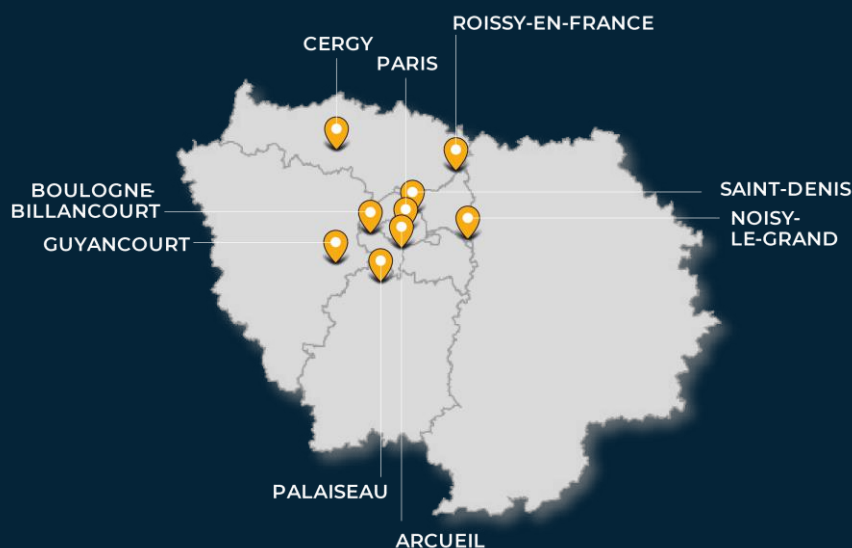 ROISSY-EN-FRANCE
CERGY
PARIS
BOULOGNE-
BILLANCOURT
SAINT-DENIS
NOISY-
LE-GRAND
GUYANCOURT
PALAISEAU
ARCUEIL